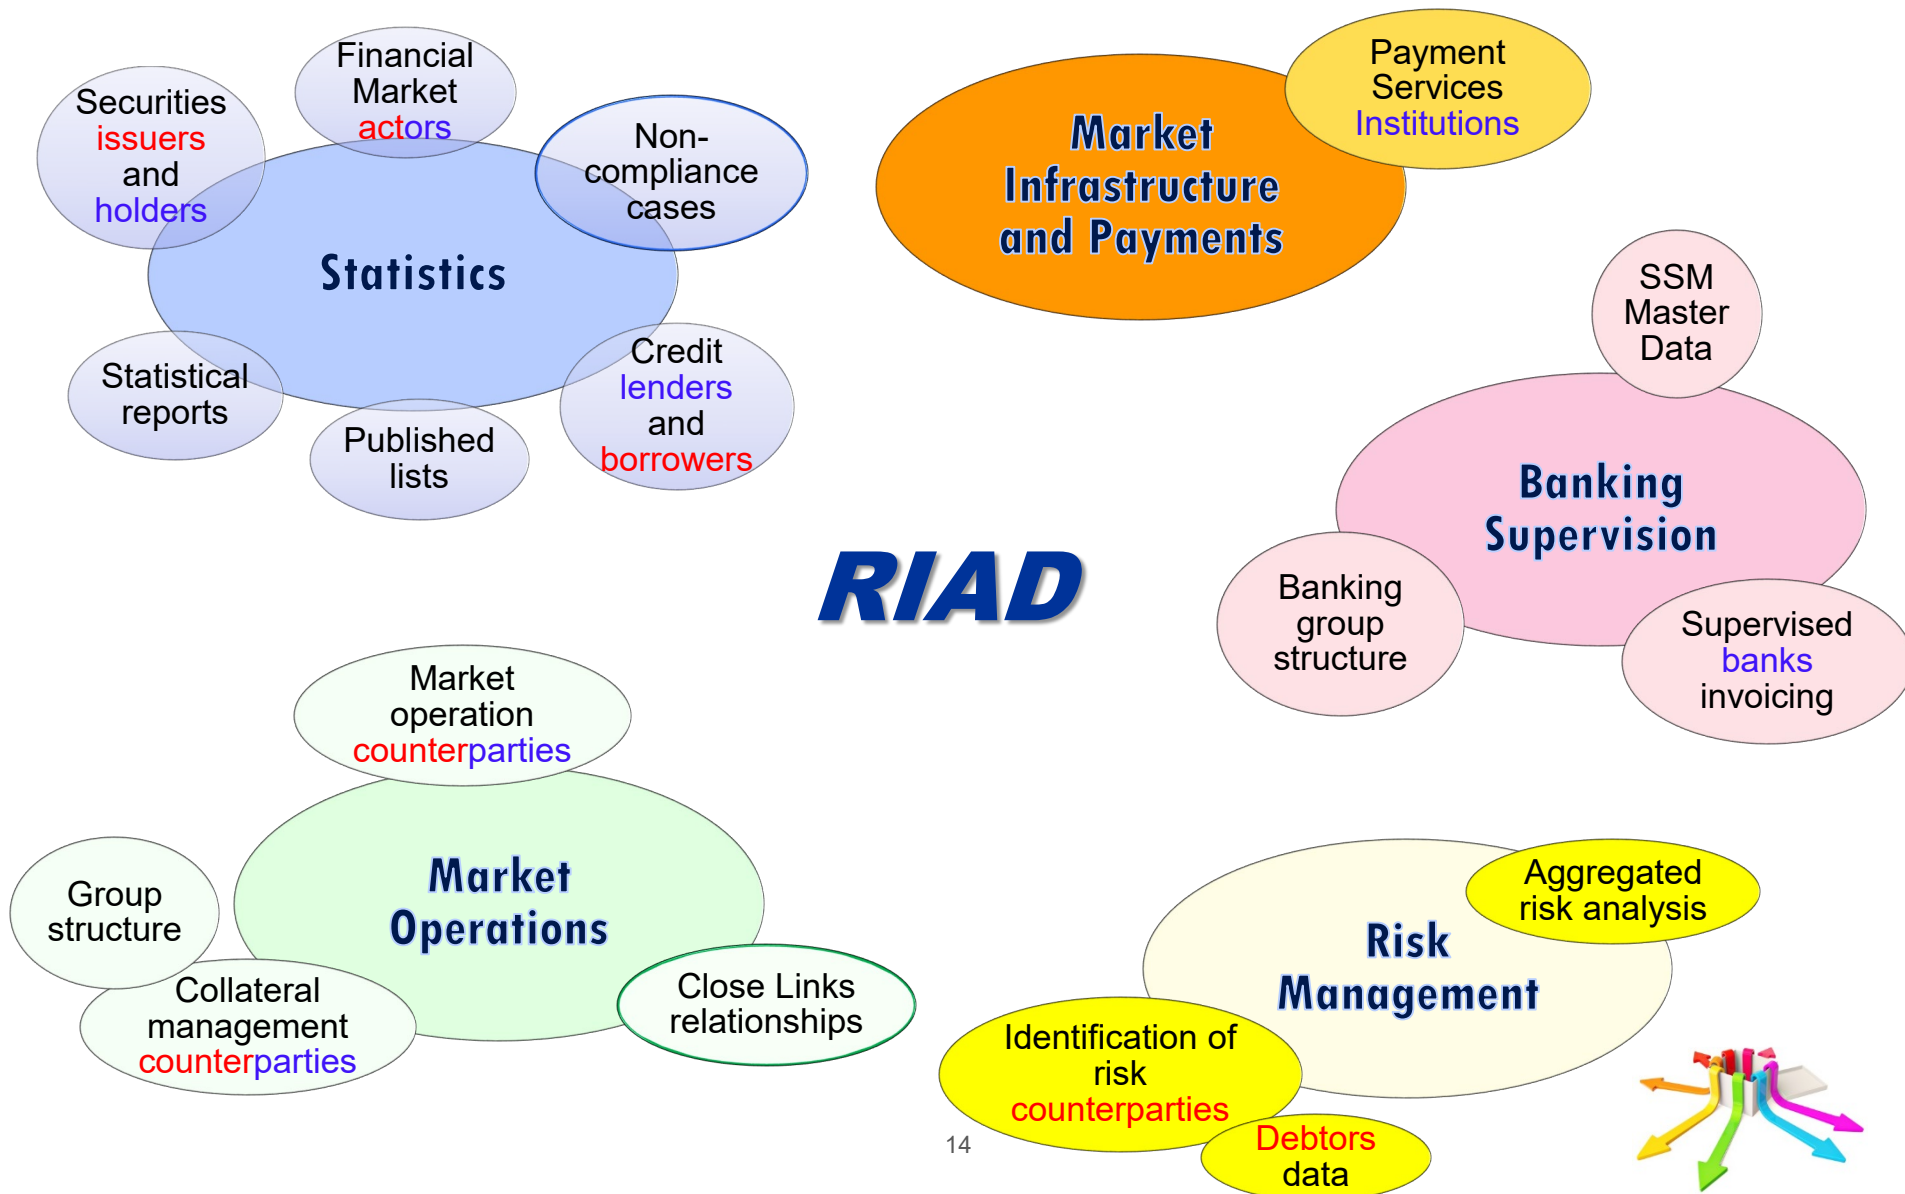 Securities
issuers
and
holders
Financial
Market
actors
Non-
compliance
cases
Statistics
Statistical
reports
Published
lists
Credit
lenders
and
borrowers
Market
Infrastructure
and Payments
Payment
Services
Institutions
SSM
Master
Data
Banking
Supervision
Banking
group
structure
Supervised
banks
invoicing
RIAD
Market
operation
counterparties
Market
Operations
Group
structure
Collateral
management
counterparties
Close Links
relationships
Aggregated
risk analysis
Risk
Management
Identification of
risk
counterparties
Debtors
data
14